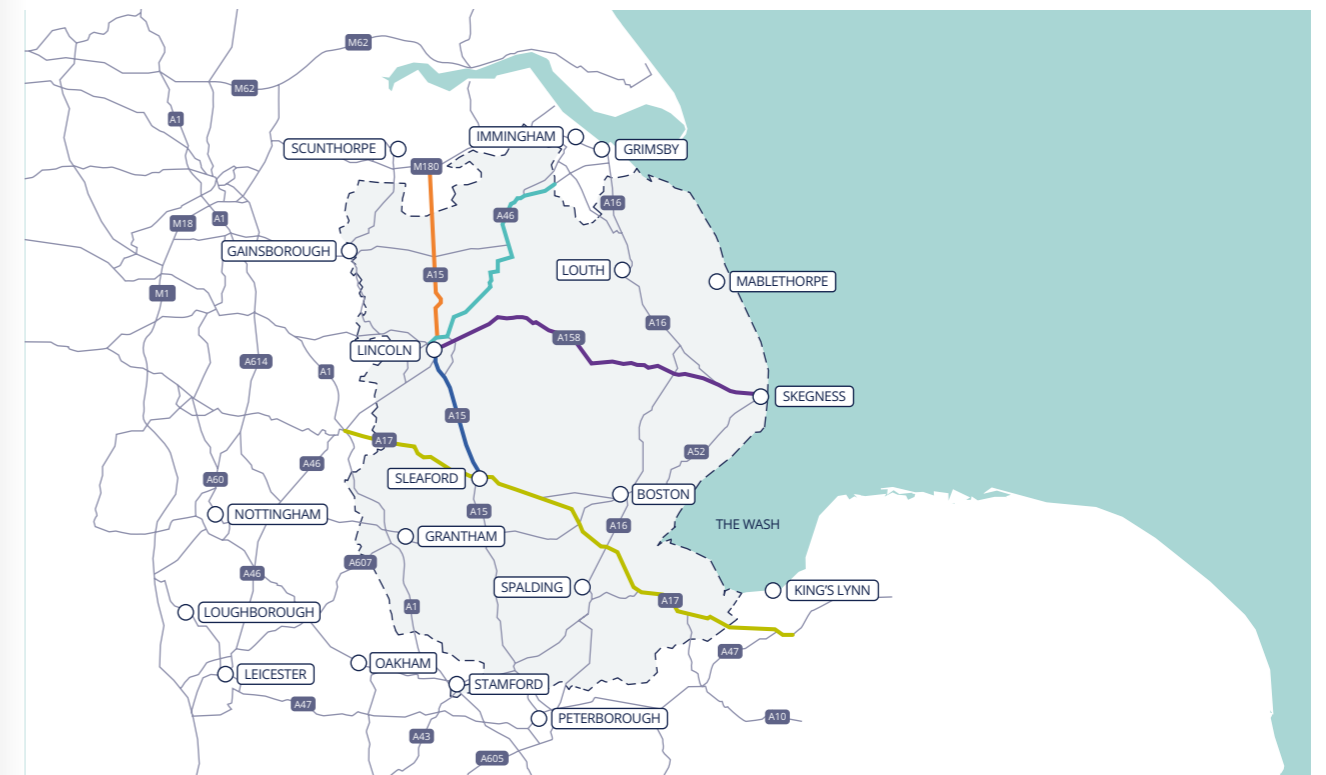 M62
M62
A1
IMMINGHAM
SCUNTHORPE
GRIMSBY
M180
A16
A46
A1
M18
GAINSBOROUGH
LOUTH
A15
MABLETHORPE
M1
A16
A158
LINCOLN
A614
A1
SKEGNESS
A15
A17
A52
A46
SLEAFORD
A60
BOSTON
A15
NOTTINGHAM
A16
THE WASH
GRANTHAM
A607
A46
SPALDING
KING'S LYNN
A17
A1
LOUGHBOROUGH
A47
OAKHAM
LEICESTER
STAMFORD
A47
PETERBOROUGH
A10
A43
A605